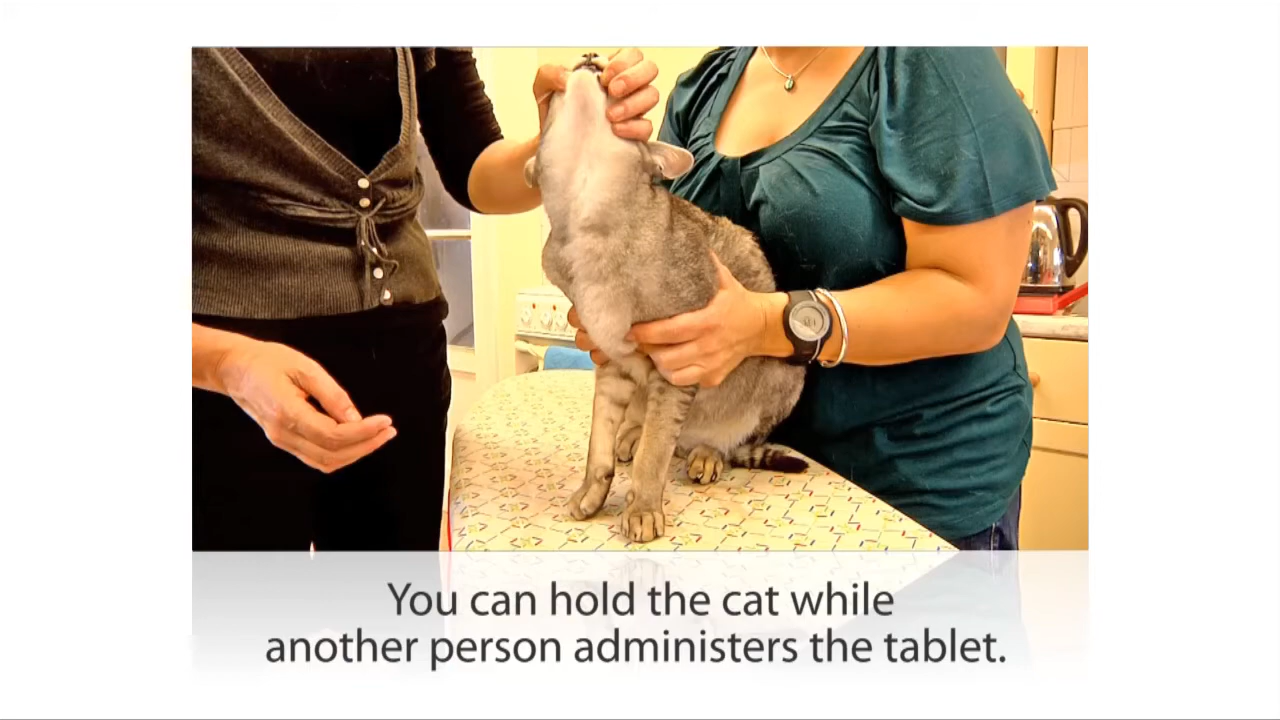 You can hold the cat while
another person administers the tablet.